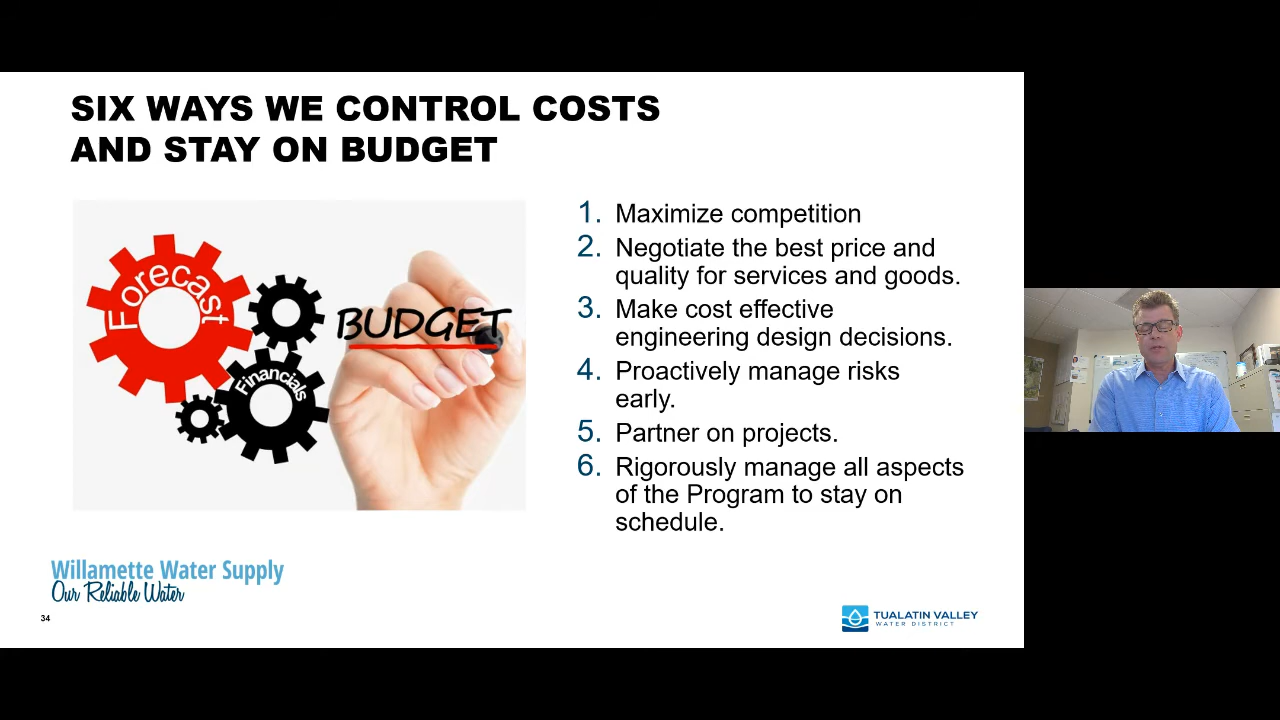 SIX WAYS WE CONTROL COSTS
AND STAY ON BUDGET
Forecast
Financials
BUDGET
1. Maximize competition
2. Negotiate the best price and
quality for services and goods.
3. Make cost effective
engineering design decisions.
4. Proactively manage risks
early.
5. Partner on projects.
6. Rigorously manage all aspects
of the Program to stay on
schedule.
Willamette Water Supply
Our Reliable Water
34
TUALATIN VALLEY
WATER DISTRICT